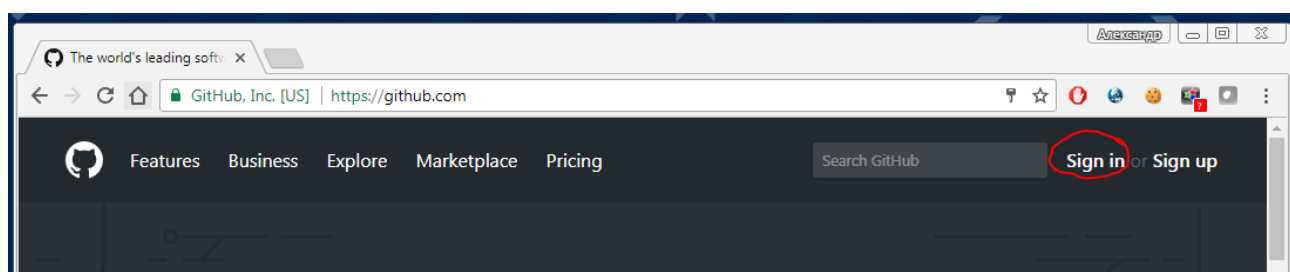 Александр
The world's leading softw
GitHub, Inc. [US] | https://github.com
Features Business Explore Marketplace Pricing Search GitHub Sign in or Sign up